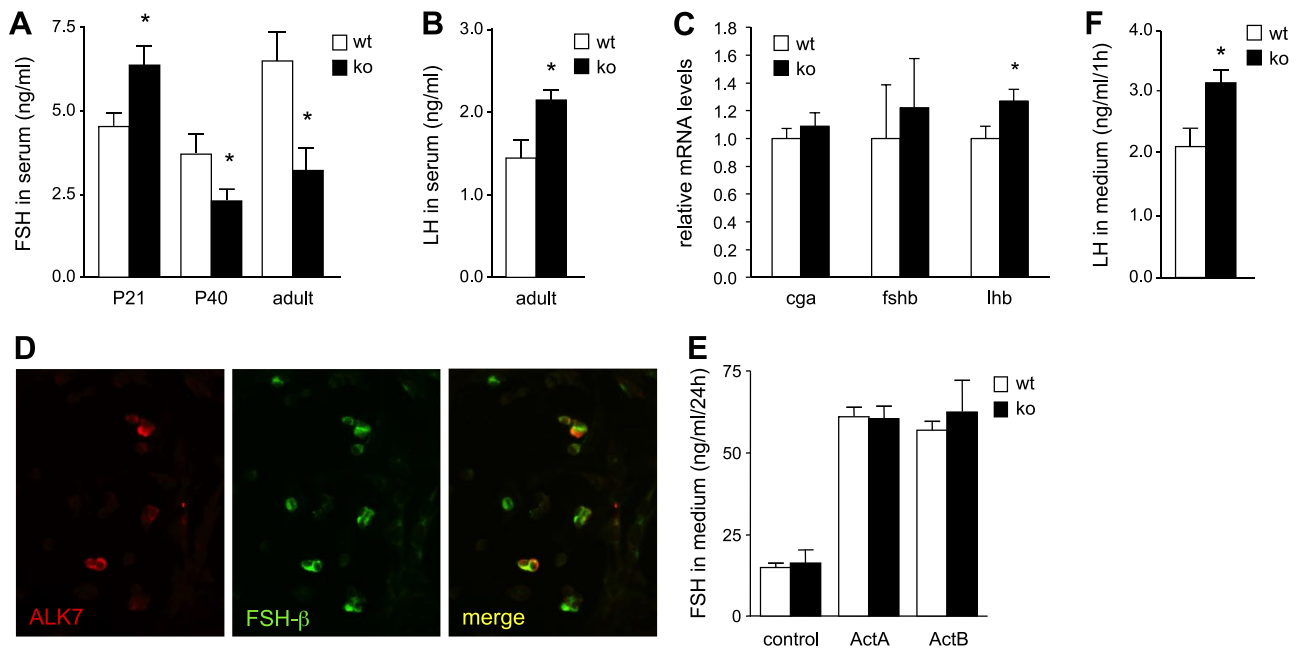 A
FSH in serum (ng/ml)
7.5
5.0
2.5
0.0
*
*
*
wt
ko
P21 P40 adult
B
LH in serum (ng/ml)
3.0
2.0
1.0
0.0
*
wt
ko
adult
C
relative mRNA levels
1.8
1.6
1.4
1.2
1.0
0.8
0.6
0.4
0.2
0.0
wt
ko
*
cga fshb lhb
F
LH in medium (ng/ml/1h)
4.0
3.0
2.0
1.0
0.0
*
wt
ko
D
ALK7
FSH-β
merge
E
FSH in medium (ng/ml/24h)
75
50
25
0
wt
ko
control ActA ActB